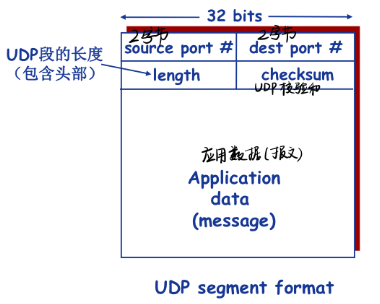 32 bits
2字节
2字节
source port #
dest port #
UDP段的长度
(包含头部)
length
checksum
UDP校验和
应用数据(报文)
Application
data
(message)
UDP segment format